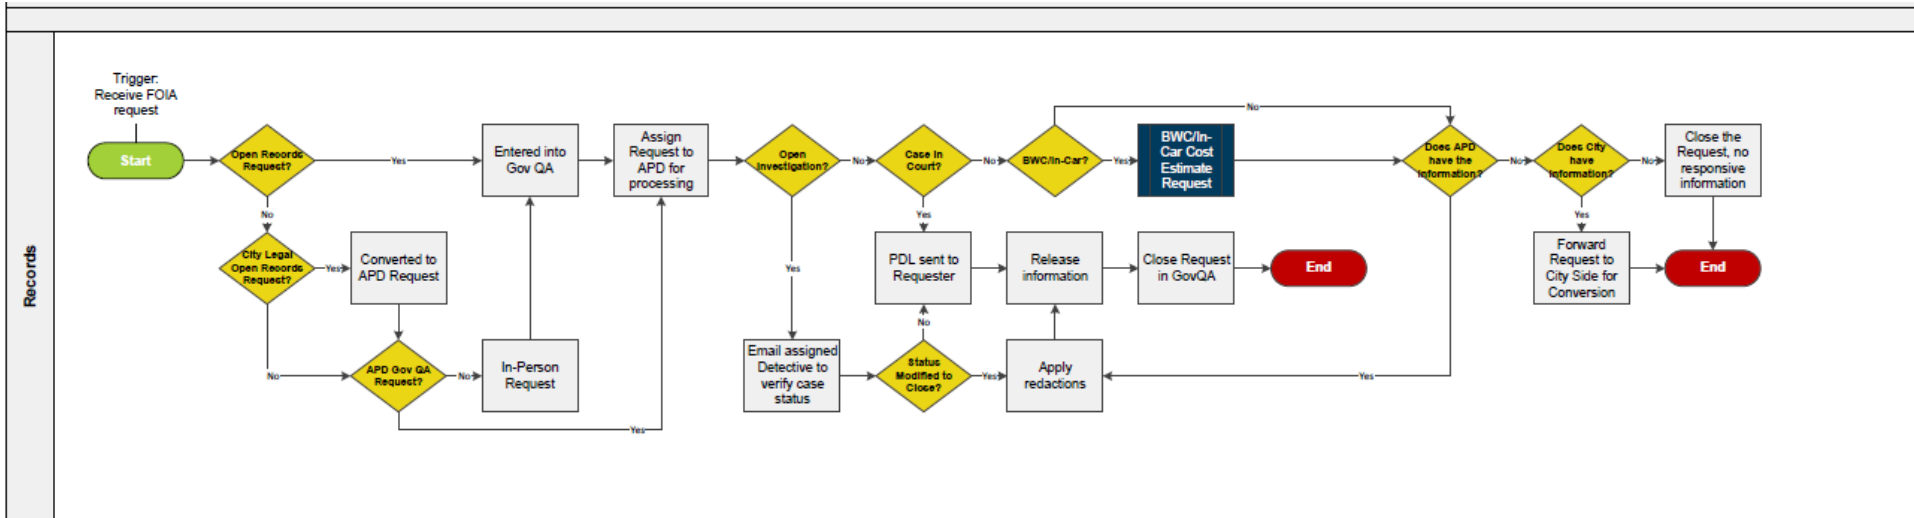 Records
Trigger:
Receive FOIA
request
Start
Open Records
Request?
Yes
No
City Legal
Open Records
Request?
Yes
No
Converted to
APD Request
APD Gov QA
Request?
No
Yes
In-Person
Request
Entered into
Gov QA
Assign
Request to
APD for
processing
Open
Investigation?
No
Yes
Email assigned
Detective to
verify case
status
Status
Modified to
Close?
No
Yes
Case In
Court?
No
Yes
PDL sent to
Requester
BWC/In-Car?
No
Yes
BWC/In-
Car Cost
Estimate
Request
Release
information
Apply
redactions
Close Request
in GovQA
End
Does APD
have the
information?
No
Yes
Does City
have
information?
No
Yes
Close the
Request, no
responsive
information
Forward
Request to
City Side for
Conversion
End